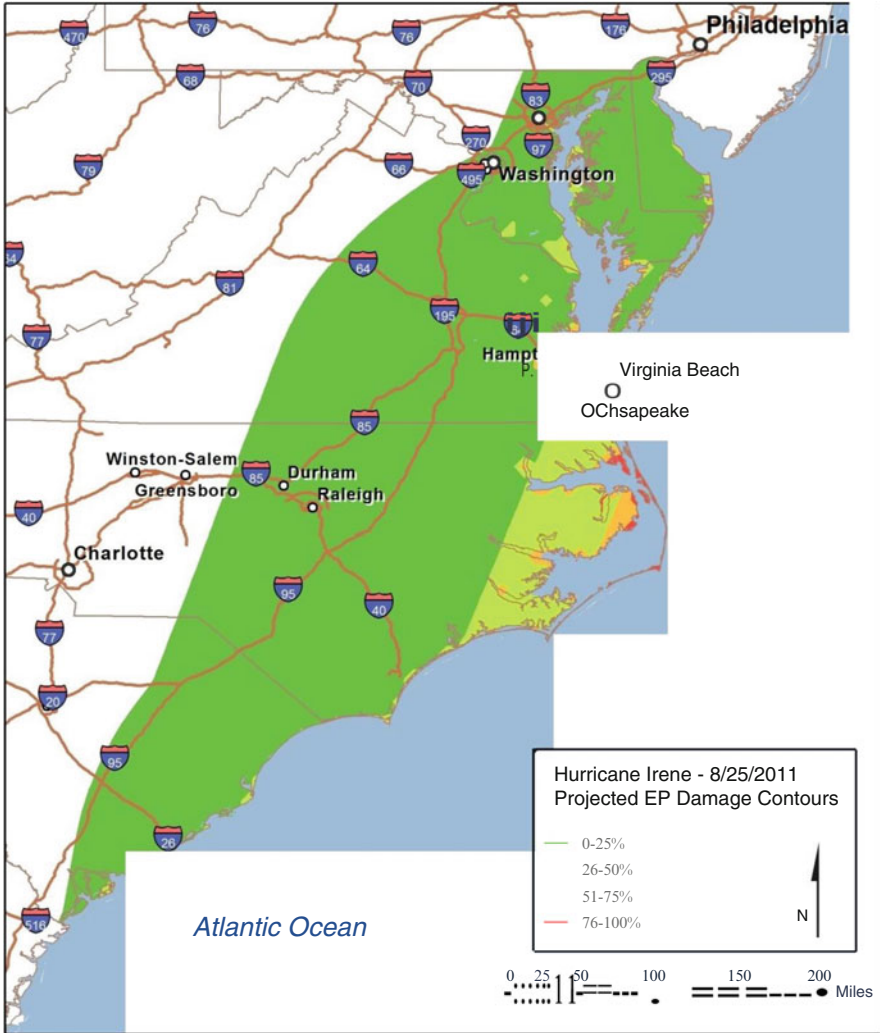 470
76
76
176
Philadelphia
68
70
83
295
79
66
270
97
495
Washington
64
81
64
195
77
64
Hampt
P.
Virginia Beach
OChsapeake
85
Winston-Salem
Greensboro
85
Durham
Raleigh
40
Charlotte
95
40
77
20
95
26
516
Atlantic Ocean
Hurricane Irene - 8/25/2011
Projected EP Damage Contours
0-25%
26-50%
51-75%
76-100%
N
0 25 50 100 150 200
Miles